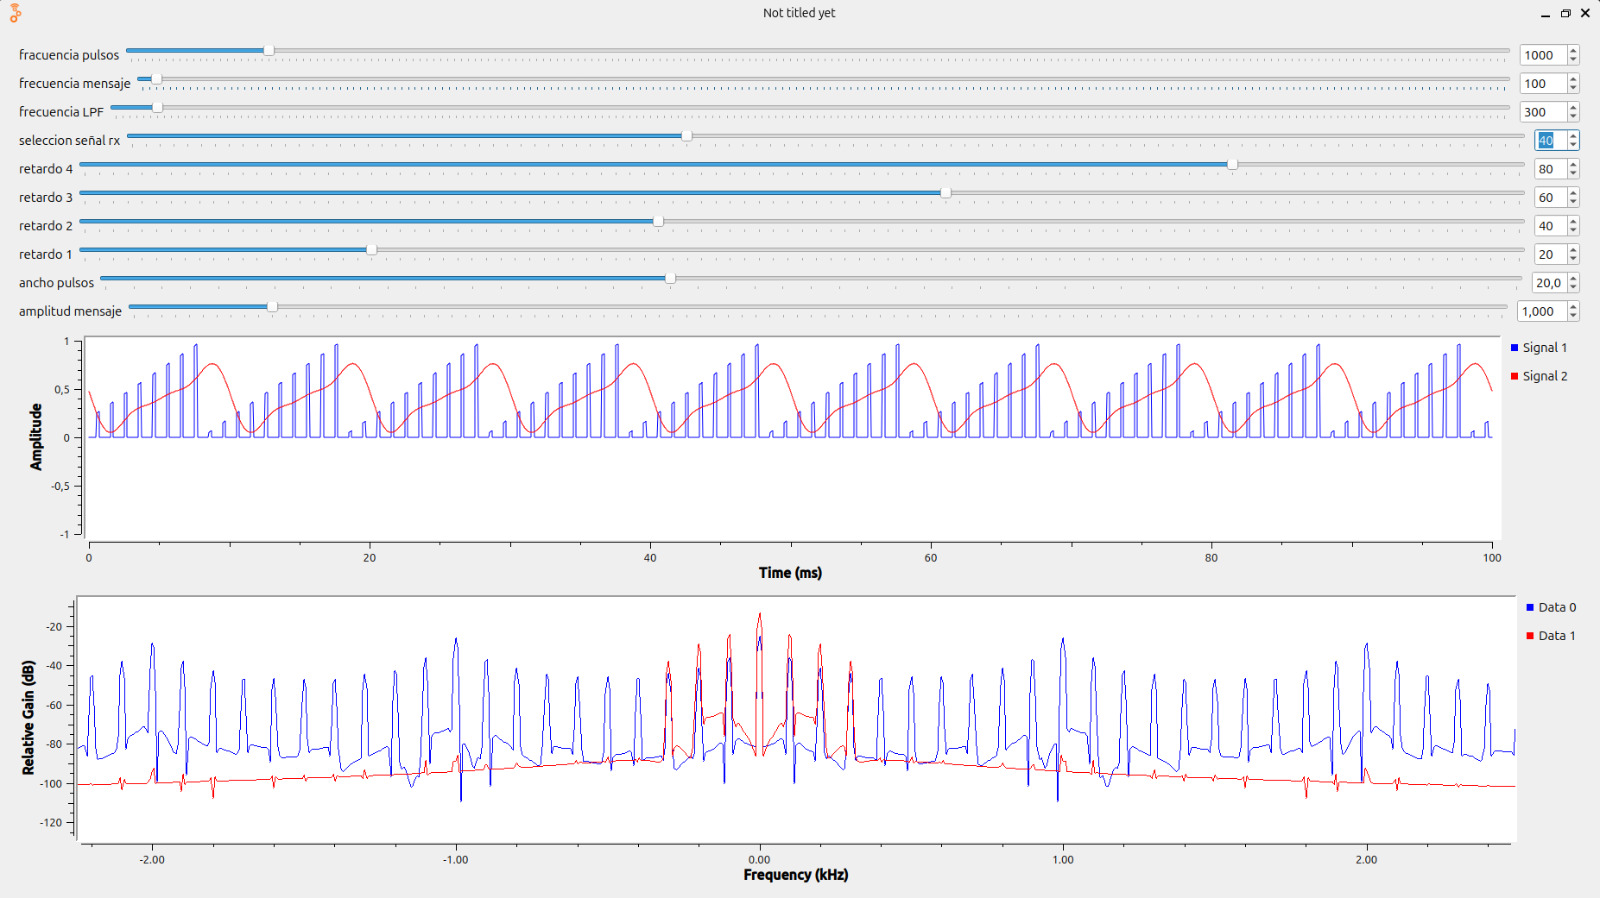 Not titled yet
fracuencia pulsos 1000
frecuencia mensaje 100
frecuencia LPF 300
seleccion señal rx 40
retardo 4 80
retardo 3 60
retardo 2 40
retardo 1 20
ancho pulsos 20,0
amplitud mensaje 1,000
1
0,5
0
-0,5
-1
Amplitude
0 20 40 60 80 100
Time (ms)
Signal 1
Signal 2
-20
-40
-60
-80
-100
-120
Relative Gain (dB)
-2.00 -1.00 0.00 1.00 2.00
Frequency (kHz)
Data 0
Data 1